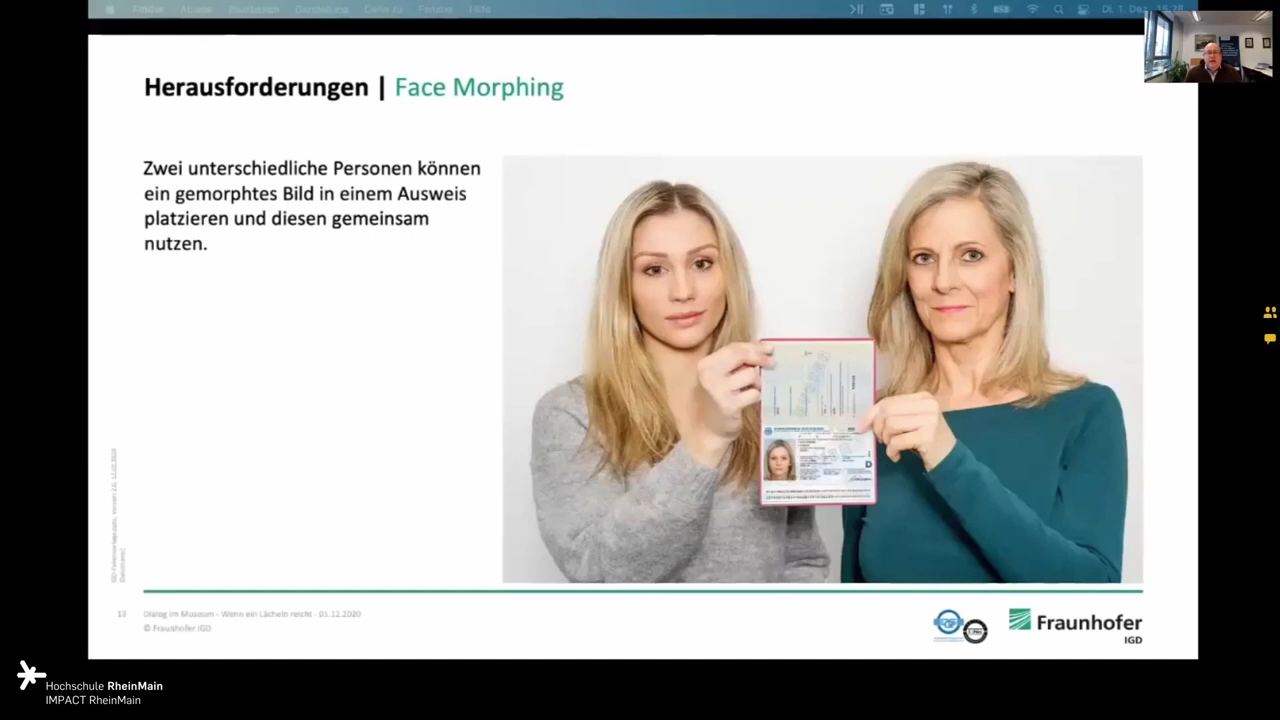 Herausforderungen | Face Morphing
Zwei unterschiedliche Personen können
ein gemorphtes Bild in einem Ausweis
platzieren und diesen gemeinsam
nutzen.
D
13 Dialog im Museum - Wenn ein Lächeln reicht - 01.12.2020
© Fraunhofer IGD
Fraunhofer
IGD
Hochschule RheinMain
IMPACT RheinMain